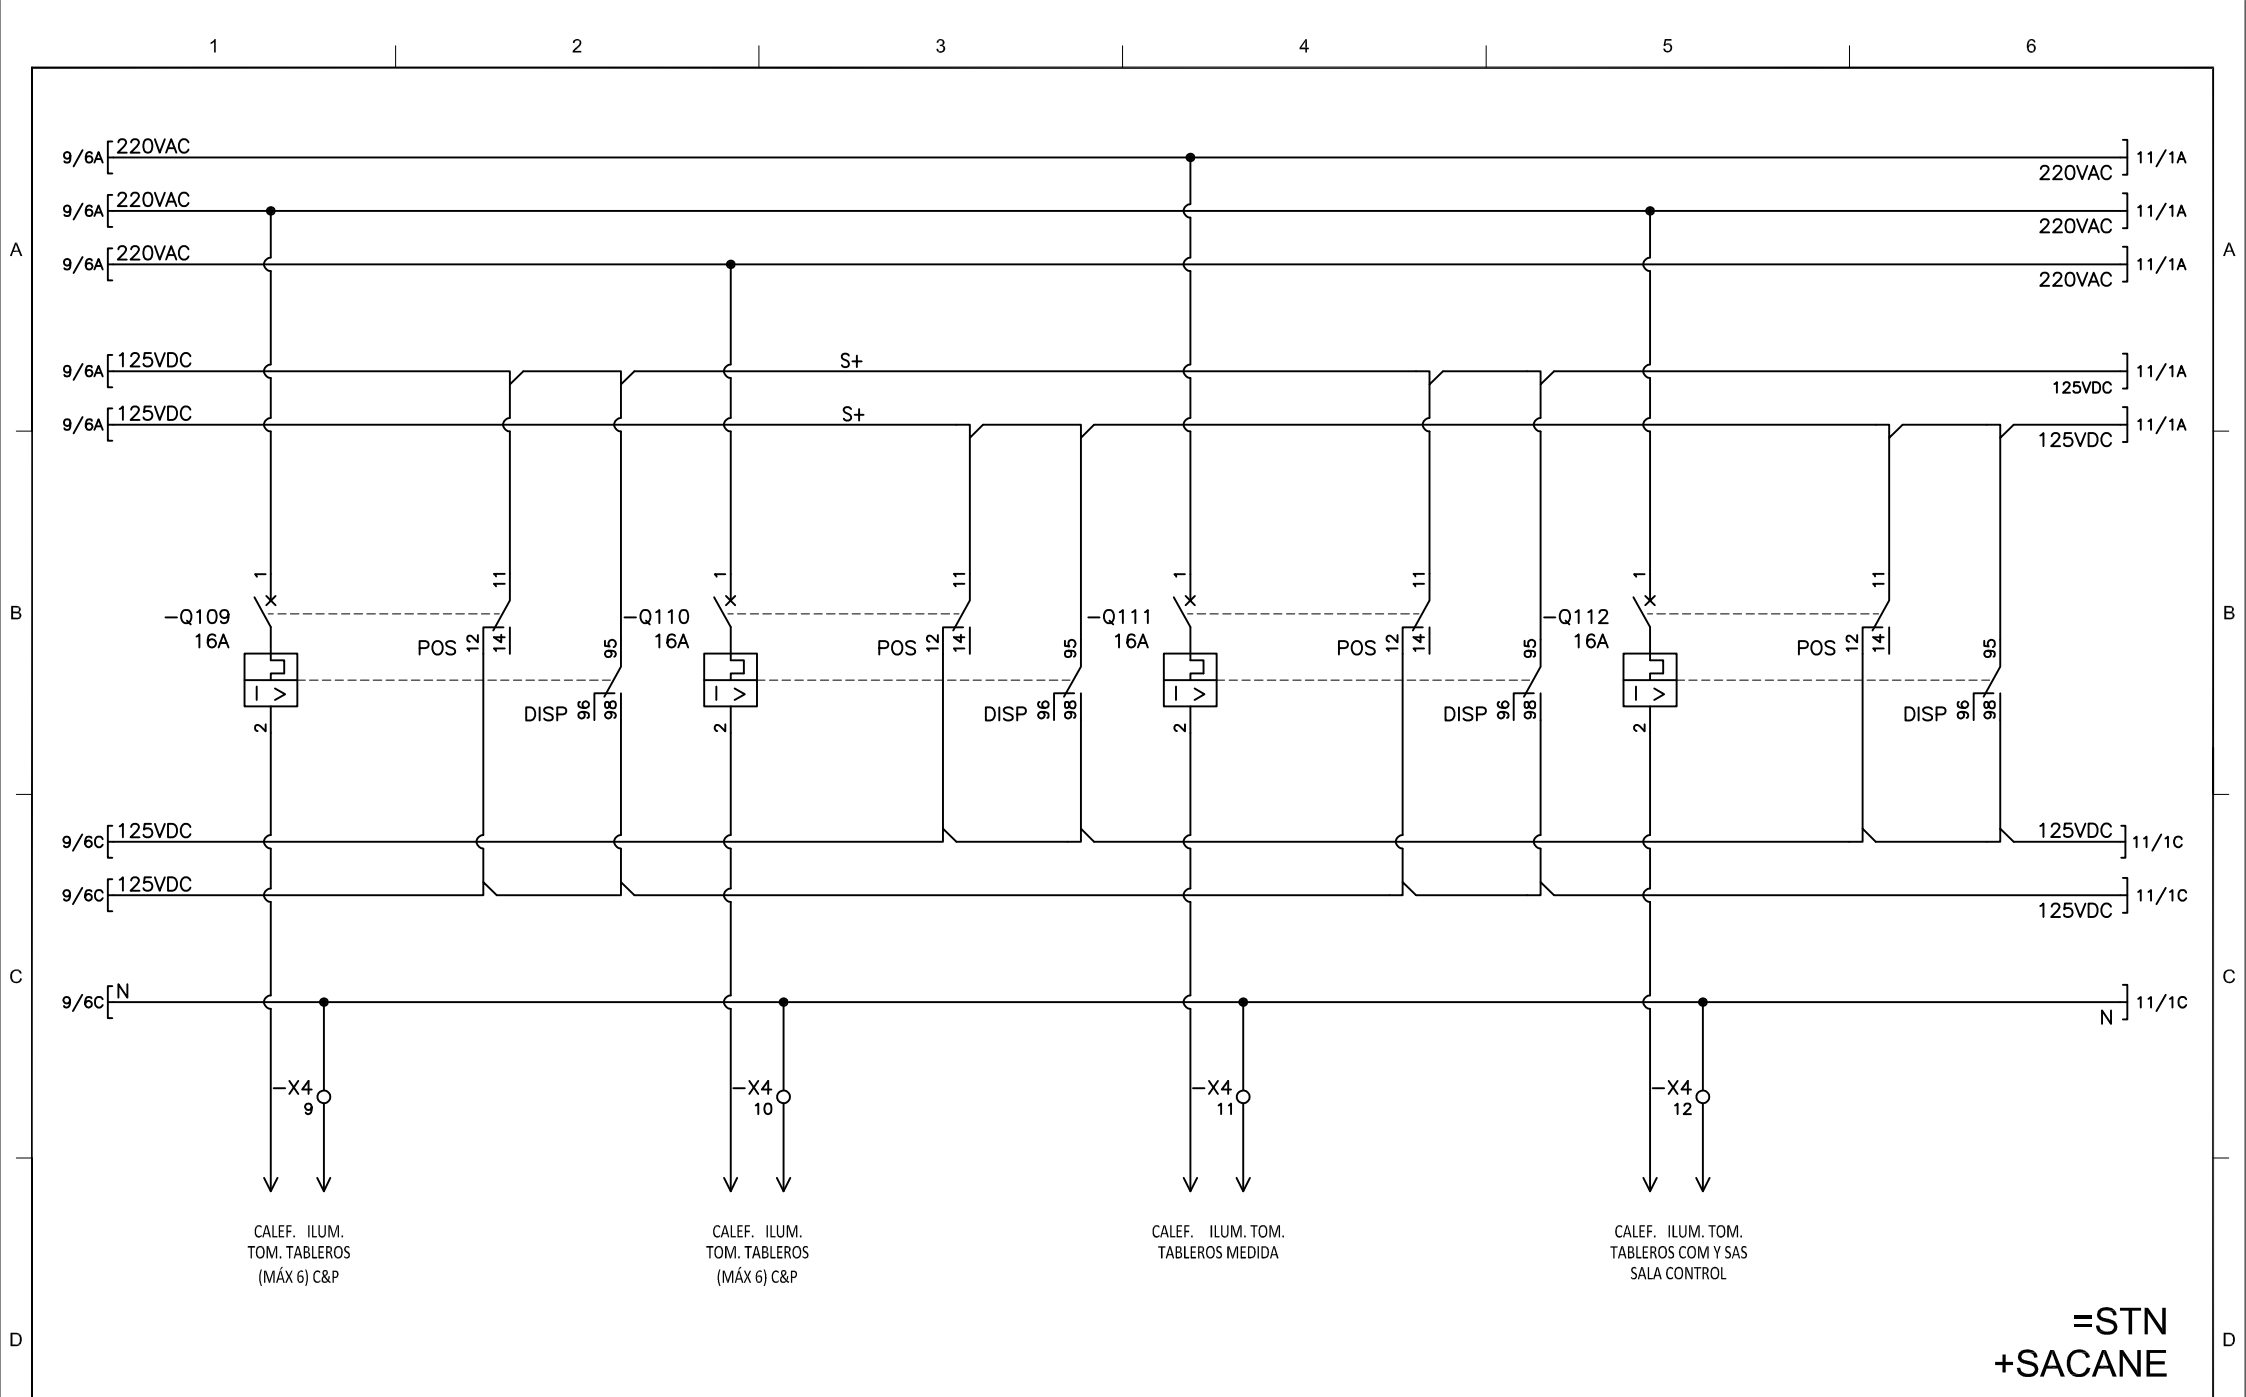 1 2 3 4 5 6
9/6A 220VAC 11/1A
220VAC
9/6A 220VAC 11/1A
220VAC
A A
9/6A 220VAC 11/1A
220VAC
9/6A 125VDC S+ 11/1A
125VDC
9/6A 125VDC S+ 11/1A
125VDC
1 11 1 11 1 11 1 11
B B
-Q109 -Q110 -Q111 -Q112
16A 16A 16A 16A
POS 12 14 95 POS 12 14 95 POS 12 14 95 POS 12 14 95
I > I > I > I >
2 DISP 96 98 2 DISP 96 98 2 DISP 96 98 2 DISP 96 98
9/6C 125VDC 125VDC 11/1C
9/6C 125VDC 11/1C
125VDC
C C
9/6C N 11/1C
N
-X4 -X4 -X4 -X4
9 10 11 12
CALEF. ILUM.
TOM. TABLEROS
(MÁX 6) C&P
CALEF. ILUM.
TOM. TABLEROS
(MÁX 6) C&P
CALEF. ILUM. TOM.
TABLEROS MEDIDA
CALEF. ILUM. TOM.
TABLEROS COM Y SAS
SALA CONTROL
D D
=STN
+SACANE